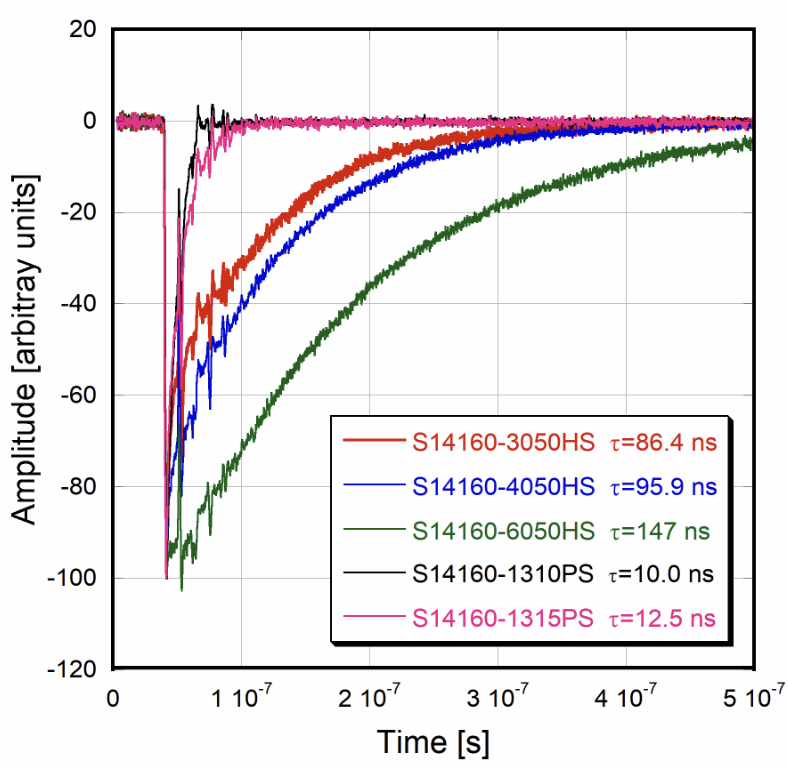 20
0
-20
-40
-60
-80
-100
-120
Amplitude [arbitray units]
S14160-3050HS τ=86.4 ns
S14160-4050HS τ=95.9 ns
S14160-6050HS τ=147 ns
S14160-1310PS τ=10.0 ns
S14160-1315PS τ=12.5 ns
0 1 10⁻⁷ 2 10⁻⁷ 3 10⁻⁷ 4 10⁻⁷ 5 10⁻⁷
Time [s]